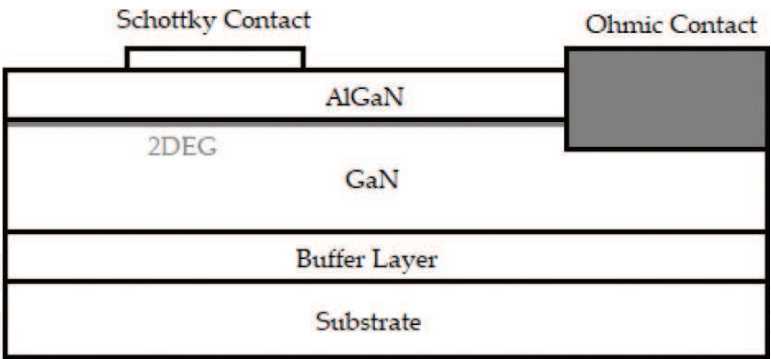 Schottky Contact
Ohmic Contact
AlGaN
2DEG
GaN
Buffer Layer
Substrate